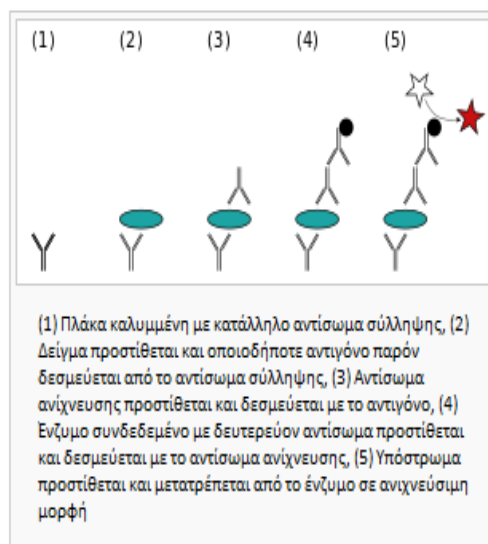 (1) (2) (3) (4) (5)
(1) Πλάκα καλυμμένη με κατάλληλο αντίσωμα σύλληψης, (2)
Δείγμα προστίθεται και οποιοδήποτε αντιγόνο παρόν
δεσμεύεται από το αντίσωμα σύλληψης, (3) Αντίσωμα
ανίχνευσης προστίθεται και δεσμεύεται με το αντιγόνο, (4)
Ένζυμο συνδεδεμένο με δευτερεύον αντίσωμα προστίθεται
και δεσμεύεται με το αντίσωμα ανίχνευσης, (5) Υπόστρωμα
προστίθεται και μετατρέπεται από το ένζυμο σε ανιχνεύσιμη
μορφή